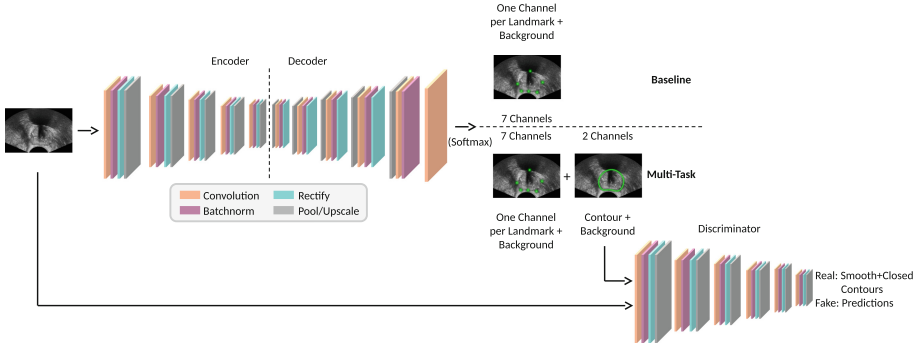 One Channel
per Landmark +
Background
Encoder
Decoder
Baseline
7 Channels
(Softmax)
7 Channels
2 Channels
+
Multi-Task
Convolution
Rectify
Batchnorm
Pool/Upscale
One Channel
per Landmark +
Background
Contour +
Background
Discriminator
Real: Smooth+Closed
Contours
Fake: Predictions